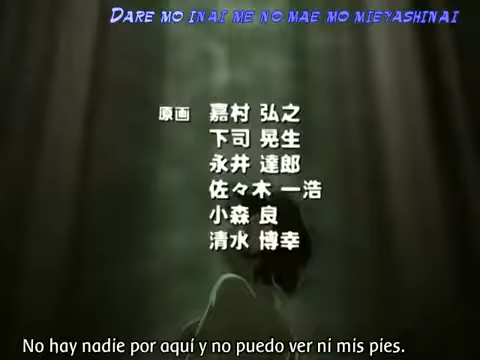 Dare mo inai me no mae mo mieyashinai
原画 嘉村 弘之
下司 晃生
永井 達郎
佐々木 一浩
小森 良
清水 博幸
No hay nadie por aquí y no puedo ver ni mis pies.